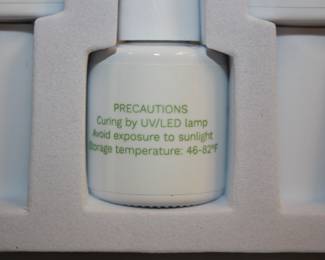 PRECAUTIONS
Curing by UV/LED lamp
Avoid exposure to sunlight
Storage temperature: 46-82°F